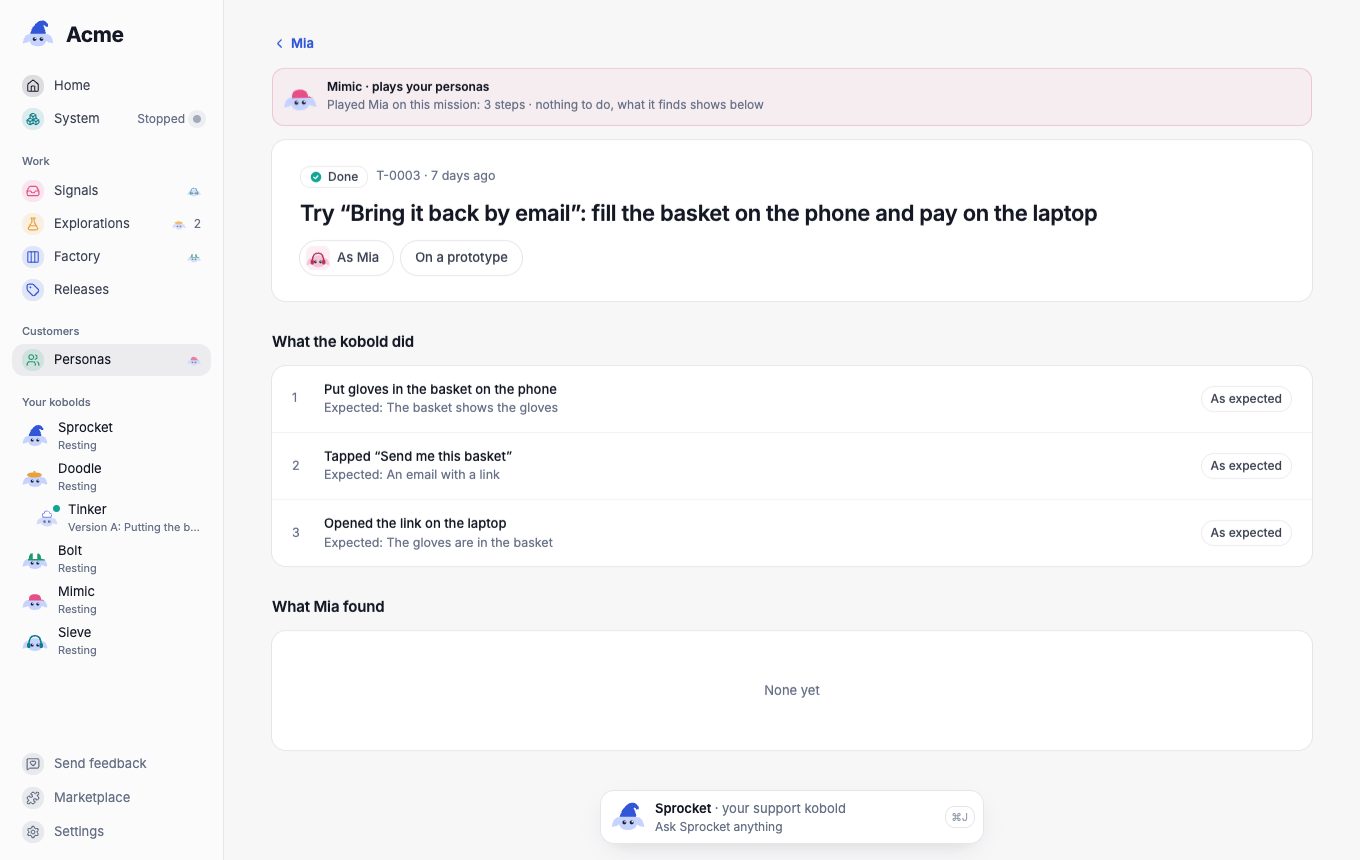 Acme
Home
System Stopped
Work
Signals
Explorations 2
Factory
Releases
Customers
Personas
Your kobolds
Sprocket
Resting
Doodle
Resting
Tinker
Version A: Putting the b...
Bolt
Resting
Mimic
Resting
Sieve
Resting
Send feedback
Marketplace
Settings
Mia
Mimic · plays your personas
Played Mia on this mission: 3 steps · nothing to do, what it finds shows below
Done T-0003 · 7 days ago
Try “Bring it back by email”: fill the basket on the phone and pay on the laptop
As Mia On a prototype
What the kobold did
1 Put gloves in the basket on the phone
Expected: The basket shows the gloves
As expected
2 Tapped “Send me this basket”
Expected: An email with a link
As expected
3 Opened the link on the laptop
Expected: The gloves are in the basket
As expected
What Mia found
None yet
Sprocket · your support kobold
Ask Sprocket anything
⌘J